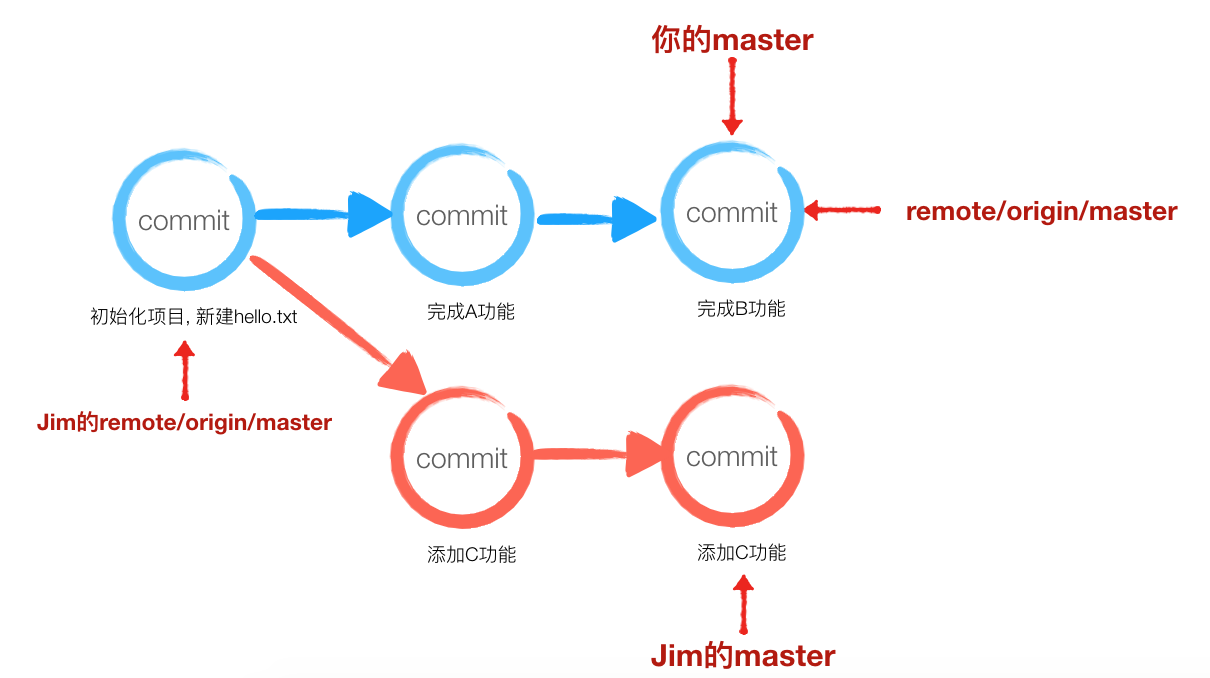 你的master
commit
commit
commit
remote/origin/master
初始化项目, 新建hello.txt
完成A功能
完成B功能
Jim的remote/origin/master
commit
commit
添加C功能
添加C功能
Jim的master